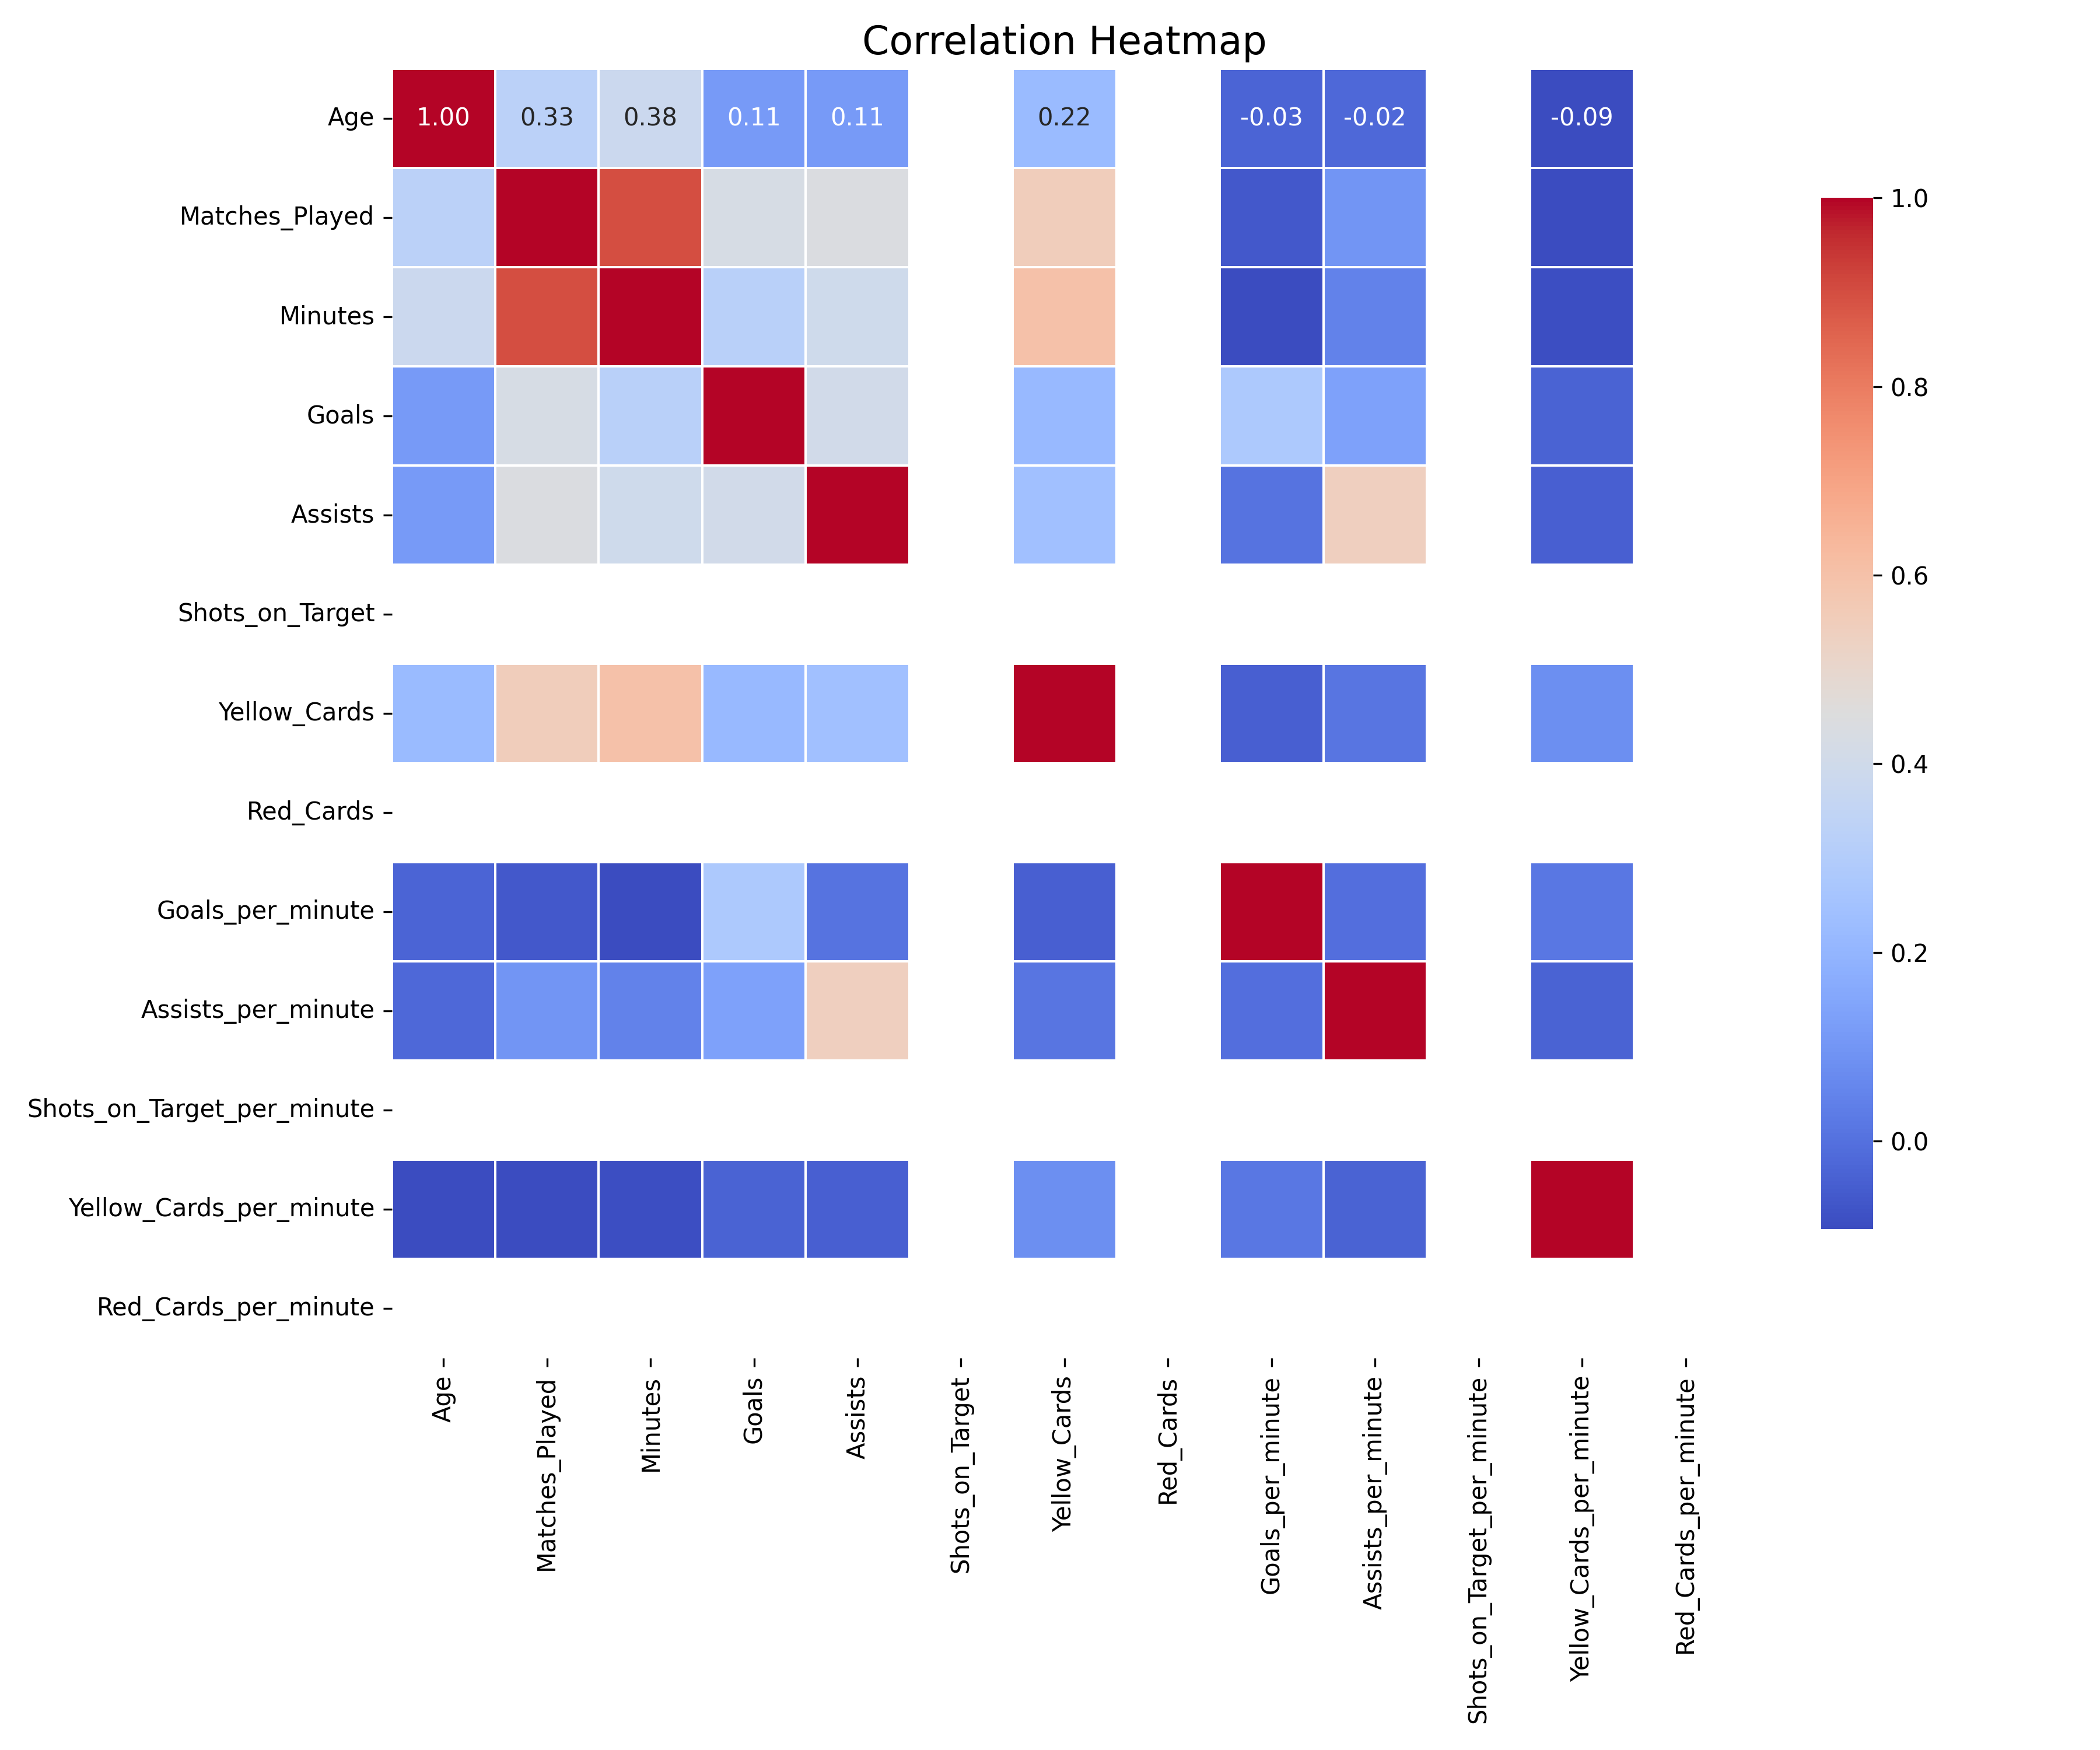 Correlation Heatmap
Age
1.00 0.33 0.38 0.11 0.11 0.22 -0.03 -0.02 -0.09
Matches_Played
Minutes
Goals
Assists
Shots_on_Target
Yellow_Cards
Red_Cards
Goals_per_minute
Assists_per_minute
Shots_on_Target_per_minute
Yellow_Cards_per_minute
Red_Cards_per_minute
Age
Matches_Played
Minutes
Goals
Assists
Shots_on_Target
Yellow_Cards
Red_Cards
Goals_per_minute
Assists_per_minute
Shots_on_Target_per_minute
Yellow_Cards_per_minute
Red_Cards_per_minute
1.0
0.8
0.6
0.4
0.2
0.0